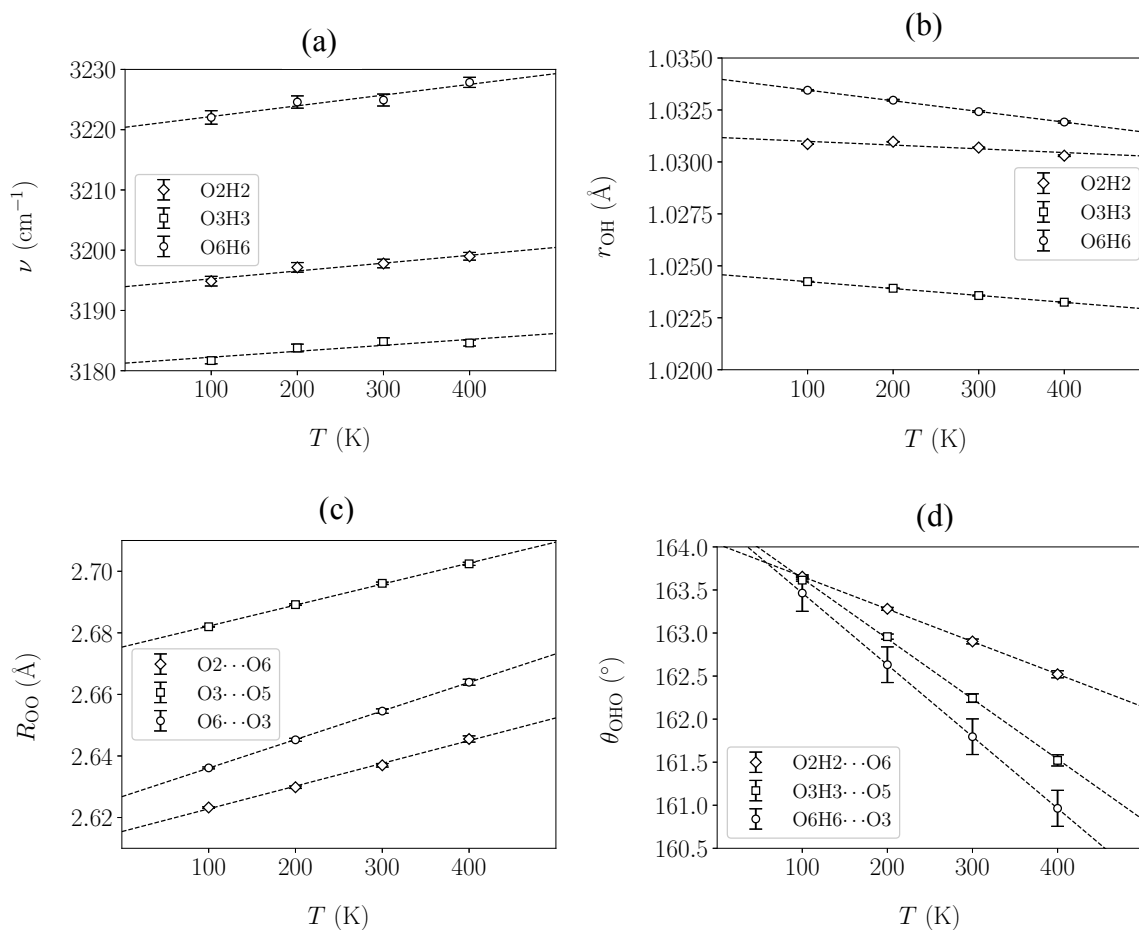 (a)
3230
3220
3210
3200
3190
3180
ν (cm⁻¹)
O2H2
O3H3
O6H6
100 200 300 400
T (K)
(b)
1.0350
1.0325
1.0300
1.0275
1.0250
1.0225
1.0200
r_OH (Å)
O2H2
O3H3
O6H6
100 200 300 400
T (K)
(c)
2.70
2.68
2.66
2.64
2.62
R_OO (Å)
O2···O6
O3···O5
O6···O3
100 200 300 400
T (K)
(d)
164.0
163.5
163.0
162.5
162.0
161.5
161.0
160.5
θ_OHO (°)
O2H2···O6
O3H3···O5
O6H6···O3
100 200 300 400
T (K)